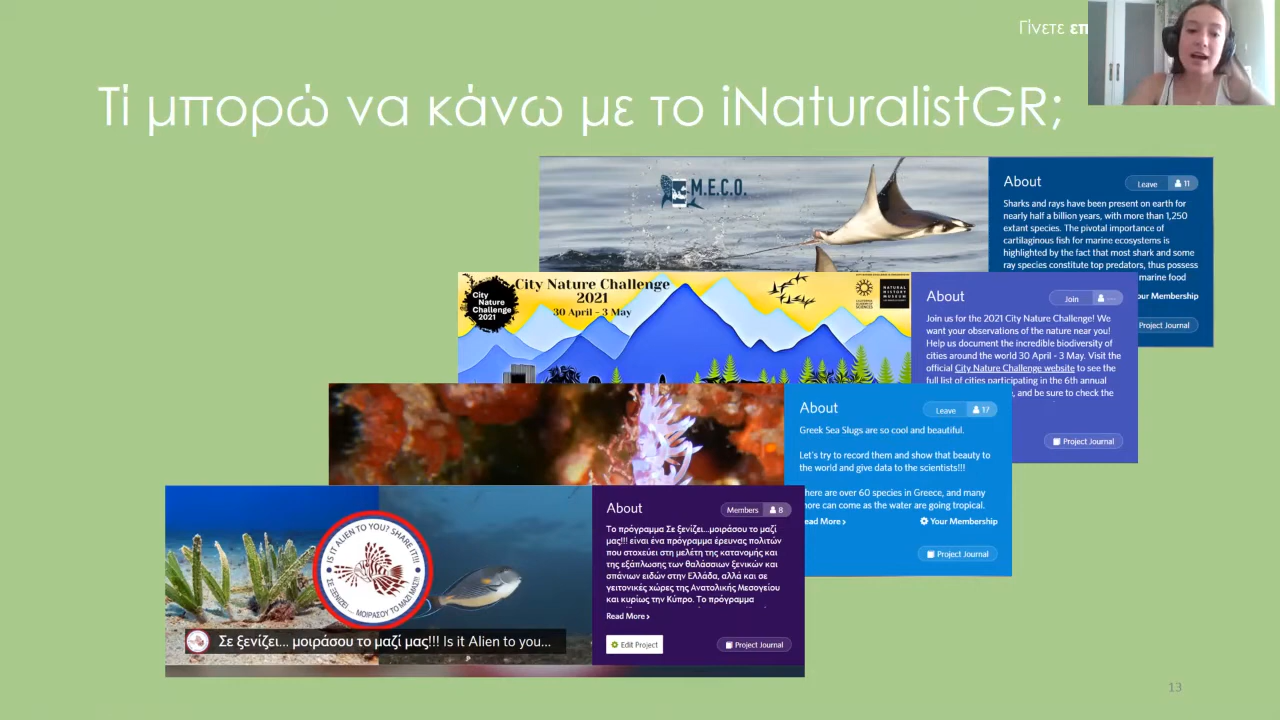 Γίνετε επ
Τί μπορώ να κάνω με το iNaturalistGR;
M.E.C.O.
About
Leave 11
Sharks and rays have been present on earth for
nearly half a billion years, with more than 1,250
extant species. The pivotal importance of
cartilaginous fish for marine ecosystems is
highlighted by the fact that most shark and some
ray species constitute top predators, thus possess
marine food
our Membership
Project Journal
City
Nature
Challenge
2021
City Nature Challenge
2021
30 April - 3 May
NATURAL
HISTORY
MUSEUM
About
Join
Join us for the 2021 City Nature Challenge! We
want your observations of the nature near you!
Help us document the incredible biodiversity of
cities around the world 30 April - 3 May. Visit the
official City Nature Challenge website to see the
full list of cities participating in the 6th annual
, and be sure to check the
Project Journal
About
Leave 17
Greek Sea Slugs are so cool and beautiful.
Let's try to record them and show that beauty to
the world and give data to the scientists!!!
here are over 60 species in Greece, and many
ore can come as the water are going tropical.
ead More ›
Your Membership
Project Journal
IS IT ALIEN TO YOU? SHARE IT!!!
ΣΕ ΞΕΝΙΖΕΙ ... ΜΟΙΡΑΣΟΥ ΤΟ ΜΑΖΙ ΜΑΣ!!!
Σε ξενίζει... μοιράσου το μαζί μας!!! Is it Alien to you...
About
Members 8
Το πρόγραμμα Σε ξενίζει...μοιράσου το μαζί
μας!!! είναι ένα πρόγραμμα έρευνας πολιτών
που στοχεύει στη μελέτη της κατανομής και
της εξάπλωσης των θαλάσσιων ξενικών και
σπάνιων ειδών στην Ελλάδα, αλλά και σε
γειτονικές χώρες της Ανατολικής Μεσογείου
και κυρίως την Κύπρο. Το πρόγραμμα
Read More ›
Edit Project
Project Journal
13